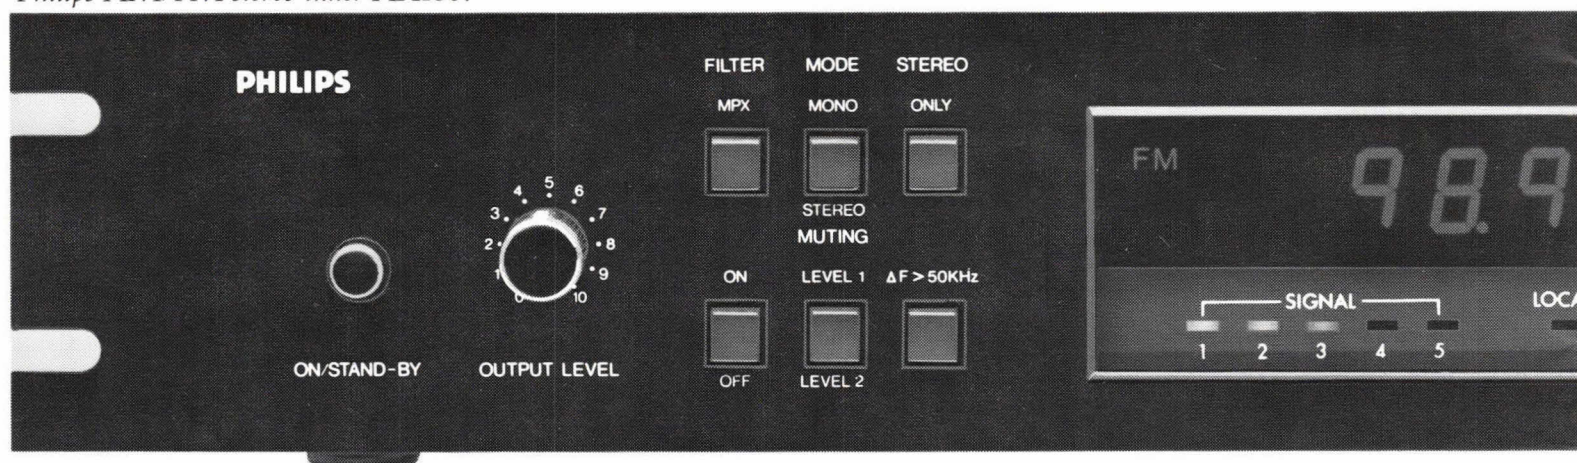 PHILIPS
FILTER MODE STEREO
MPX MONO ONLY
STEREO
MUTING
ON LEVEL 1 ΔF>50KHz
OFF LEVEL 2
ON/STAND-BY
0 1 2 3 4 5 6 7 8 9 10
OUTPUT LEVEL
FM 98.9
SIGNAL
1 2 3 4 5